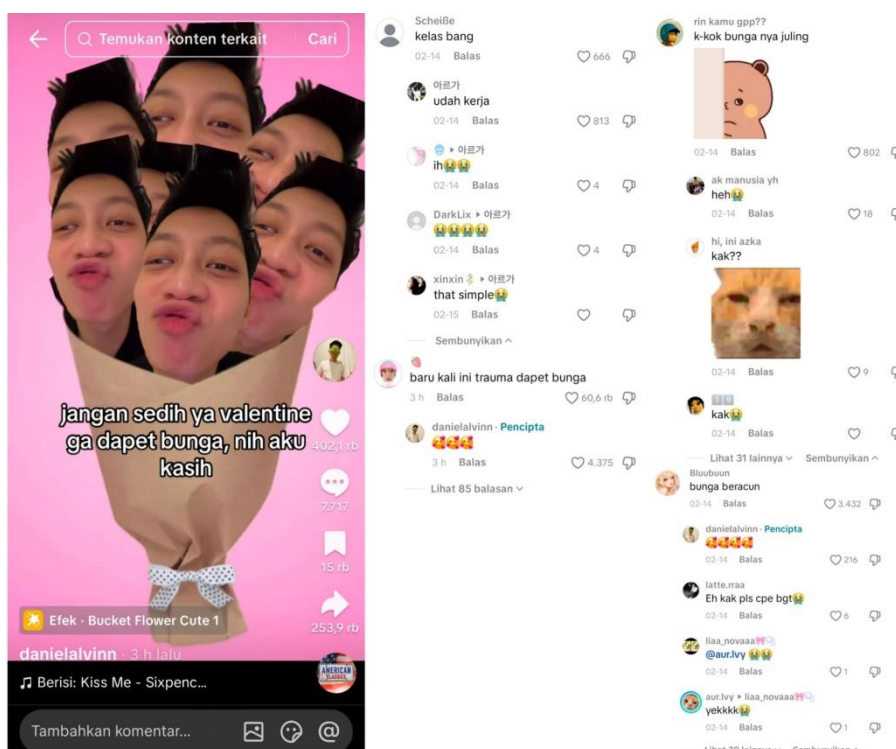 Temukan konten terkait
Cari
jangan sedih ya valentine
ga dapet bunga, nih aku
kasih
402,1 rb
7.717
15 rb
253,9 rb
Efek · Bucket Flower Cute 1
danielalvinn · 3 h lalu
Berisi: Kiss Me - Sixpenc...
AMERICAN
CLASSICS
Tambahkan komentar...
Scheiße
kelas bang
02-14 Balas
666
아르가
udah kerja
02-14 Balas
813
아르가
ih😭😭
02-14 Balas
4
DarkLix ▸ 아르가
😭😭😭😭
02-14 Balas
4
xinxin ▸ 아르가
that simple😭
02-15 Balas
Sembunyikan
🍓
baru kali ini trauma dapet bunga
3 h Balas
60,6 rb
danielalvinn · Pencipta
🥰🥰🥰
3 h Balas
4.375
Lihat 85 balasan
rin kamu gpp??
k-kok bunga nya juling
02-14 Balas
802
ak manusia yh
heh😭
02-14 Balas
18
hi, ini azka
kak??
02-14 Balas
9
kak😭
02-14 Balas
Lihat 31 lainnya Sembunyikan
Bluubuun
bunga beracun
02-14 Balas
3.432
danielalvinn · Pencipta
🥰🥰🥰🥰
02-14 Balas
216
latte.rraa
Eh kak pls cpe bgt😭
02-14 Balas
6
liaa_novaaa
@aur.lvy 😭😭
02-14 Balas
1
aur.lvy ▸ liaa_novaaa
yekkkk😭
02-14 Balas
1